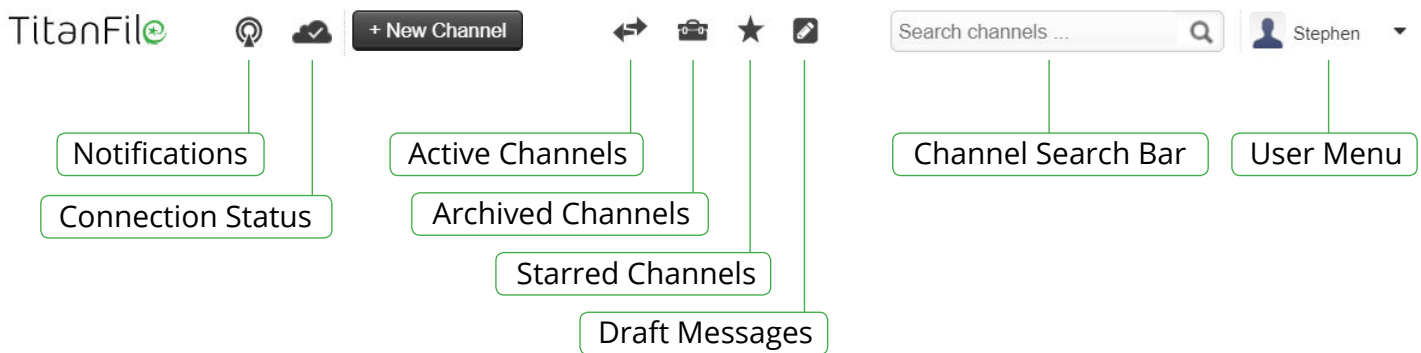 TitanFile
+ New Channel
Search channels ...
Stephen
Notifications
Active Channels
Channel Search Bar
User Menu
Connection Status
Archived Channels
Starred Channels
Draft Messages